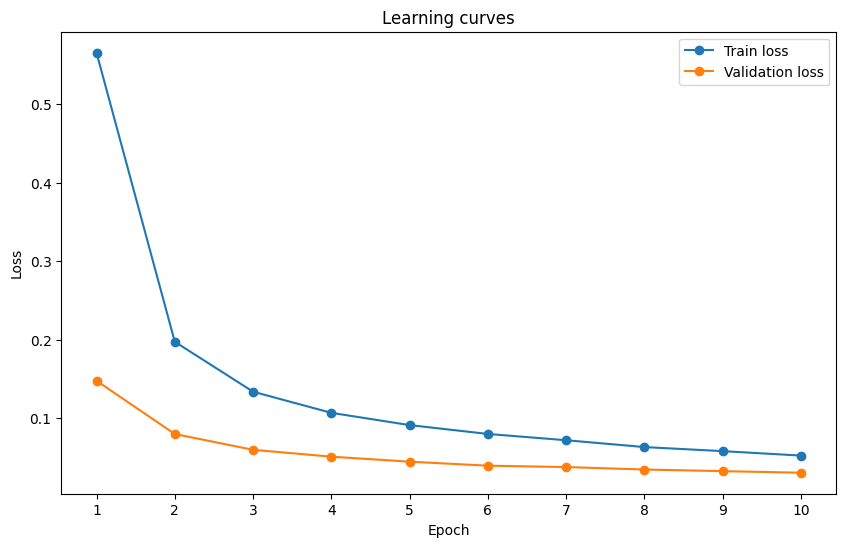 Learning curves
Train loss
Validation loss
0.5
0.4
0.3
0.2
0.1
Loss
1 2 3 4 5 6 7 8 9 10
Epoch